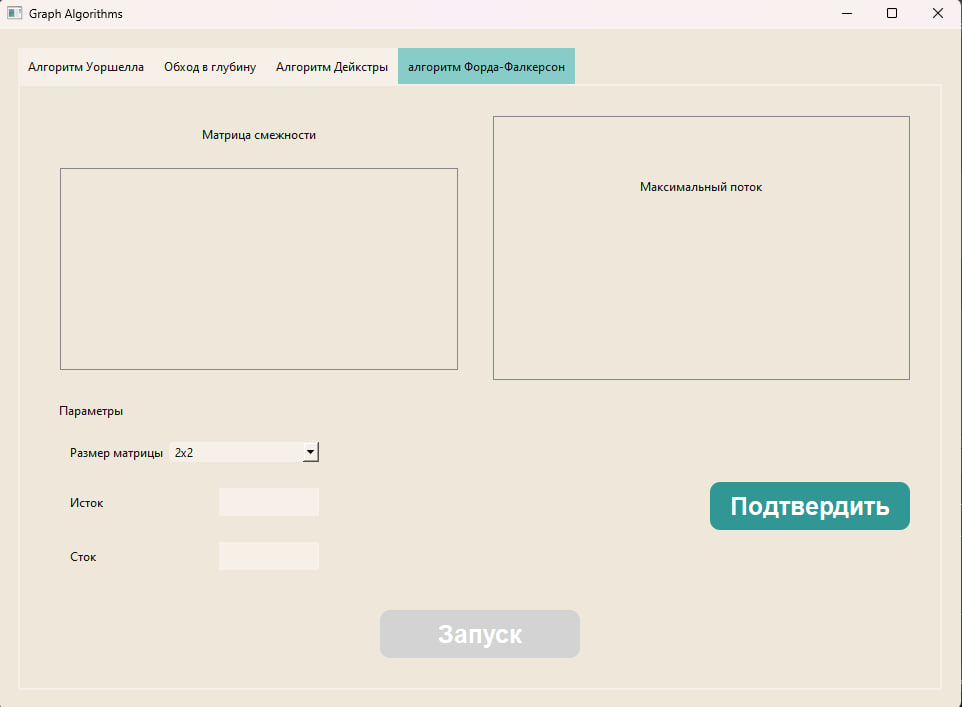 Graph Algorithms
Алгоритм Уоршелла Обход в глубину Алгоритм Дейкстры алгоритм Форда-Фалкерсон
Матрица смежности
Максимальный поток
Параметры
Размер матрицы 2x2
Исток
Подтвердить
Сток
Запуск